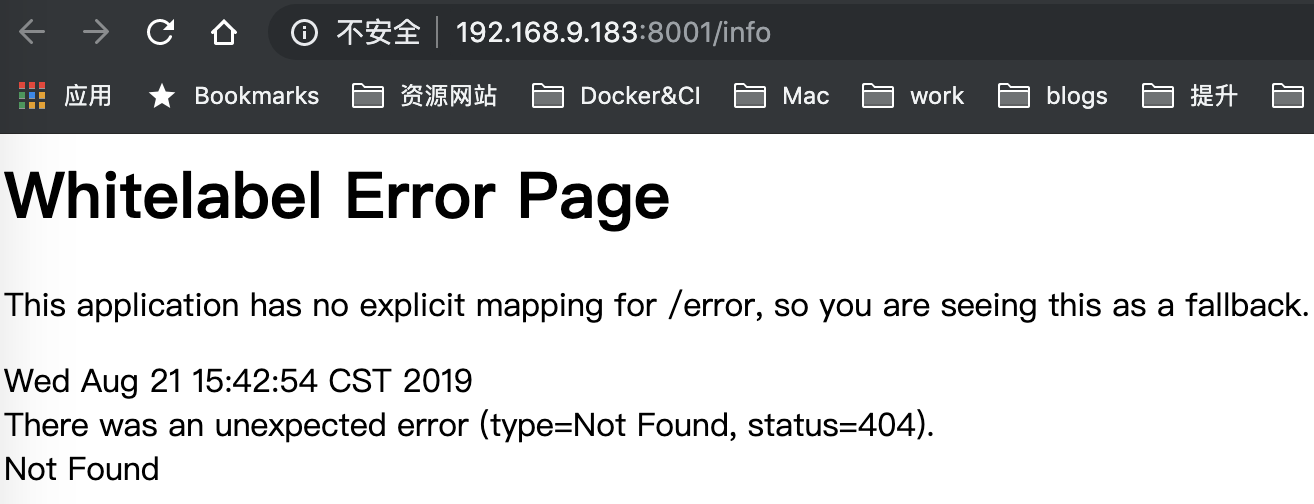 不安全 192.168.9.183:8001/info
应用 Bookmarks 资源网站 Docker&CI Mac work blogs 提升
Whitelabel Error Page
This application has no explicit mapping for /error, so you are seeing this as a fallback.
Wed Aug 21 15:42:54 CST 2019
There was an unexpected error (type=Not Found, status=404).
Not Found